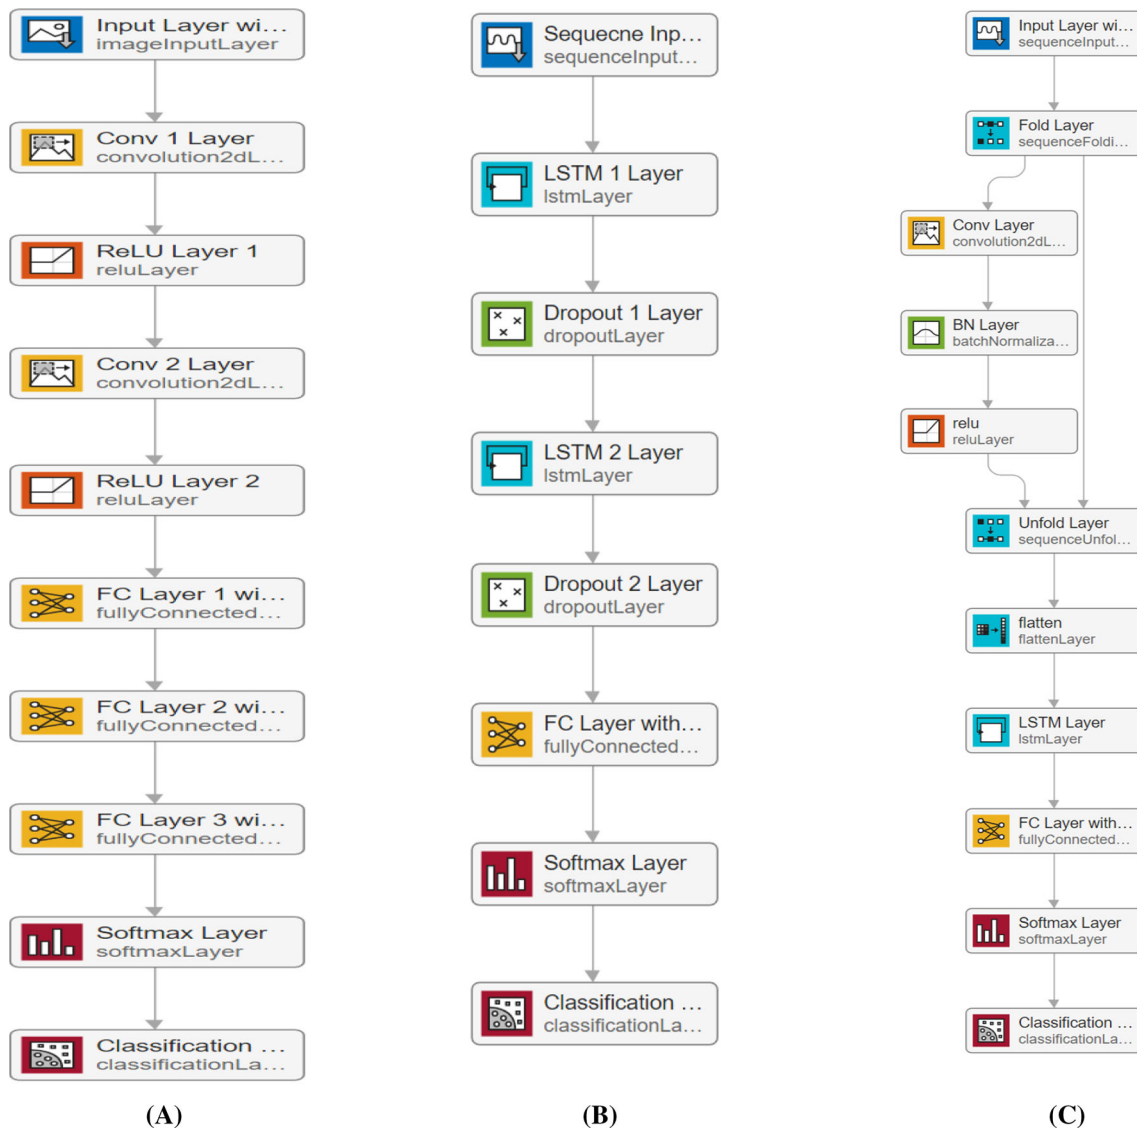 Input Layer wi...
imageInputLayer
Conv 1 Layer
convolution2dL...
ReLU Layer 1
reluLayer
Conv 2 Layer
convolution2dL...
ReLU Layer 2
reluLayer
FC Layer 1 wi...
fullyConnected...
FC Layer 2 wi...
fullyConnected...
FC Layer 3 wi...
fullyConnected...
Softmax Layer
softmaxLayer
Classification ...
classificationLa...
(A)
Sequecne Inp...
sequenceInput...
LSTM 1 Layer
lstmLayer
Dropout 1 Layer
dropoutLayer
LSTM 2 Layer
lstmLayer
Dropout 2 Layer
dropoutLayer
FC Layer with...
fullyConnected...
Softmax Layer
softmaxLayer
Classification ...
classificationLa...
(B)
Input Layer wi...
sequenceInput...
Fold Layer
sequenceFoldi...
Conv Layer
convolution2dL...
BN Layer
batchNormaliza...
relu
reluLayer
Unfold Layer
sequenceUnfol...
flatten
flattenLayer
LSTM Layer
lstmLayer
FC Layer with...
fullyConnected...
Softmax Layer
softmaxLayer
Classification ...
classificationLa...
(C)